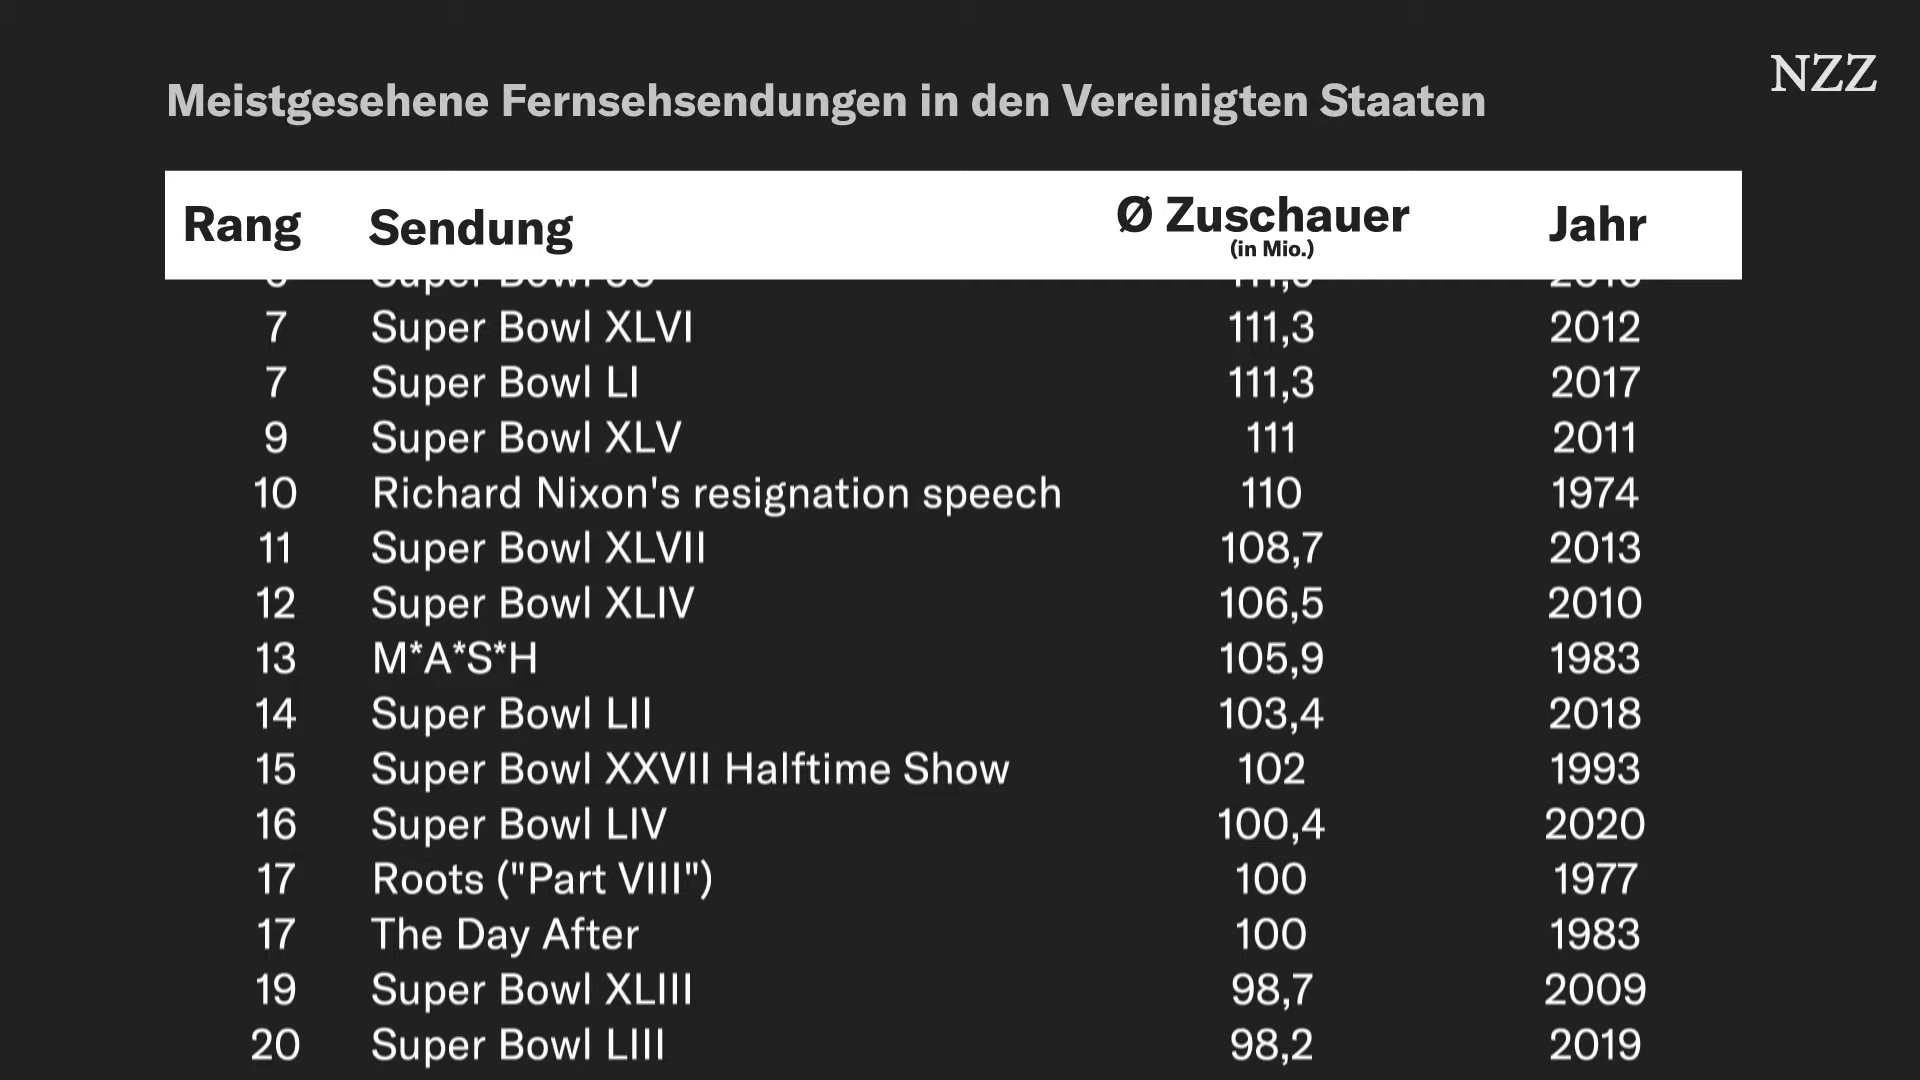 NZZ
Meistgesehene Fernsehsendungen in den Vereinigten Staaten
Rang Sendung Ø Zuschauer (in Mio.) Jahr
Super Bowl
7 Super Bowl XLVI 111,3 2012
7 Super Bowl LI 111,3 2017
9 Super Bowl XLV 111 2011
10 Richard Nixon's resignation speech 110 1974
11 Super Bowl XLVII 108,7 2013
12 Super Bowl XLIV 106,5 2010
13 M*A*S*H 105,9 1983
14 Super Bowl LII 103,4 2018
15 Super Bowl XXVII Halftime Show 102 1993
16 Super Bowl LIV 100,4 2020
17 Roots ("Part VIII") 100 1977
17 The Day After 100 1983
19 Super Bowl XLIII 98,7 2009
20 Super Bowl LIII 98,2 2019